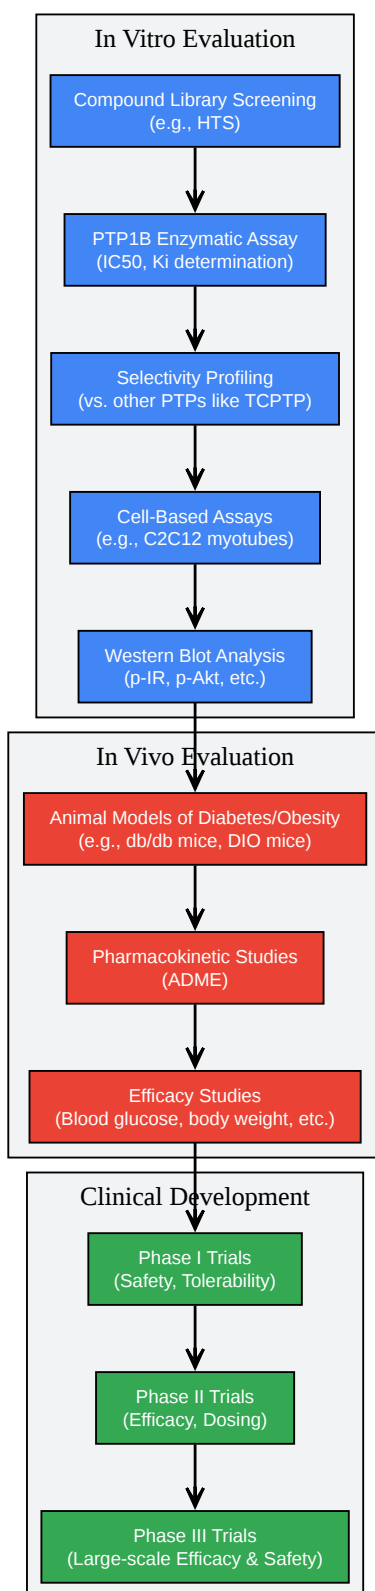 In Vitro Evaluation
Compound Library Screening
(e.g., HTS)
PTP1B Enzymatic Assay
(IC50, Ki determination)
Selectivity Profiling
(vs. other PTPs like TCPTP)
Cell-Based Assays
(e.g., C2C12 myotubes)
Western Blot Analysis
(p-IR, p-Akt, etc.)
In Vivo Evaluation
Animal Models of Diabetes/Obesity
(e.g., db/db mice, DIO mice)
Pharmacokinetic Studies
(ADME)
Efficacy Studies
(Blood glucose, body weight, etc.)
Clinical Development
Phase I Trials
(Safety, Tolerability)
Phase II Trials
(Efficacy, Dosing)
Phase III Trials
(Large-scale Efficacy & Safety)